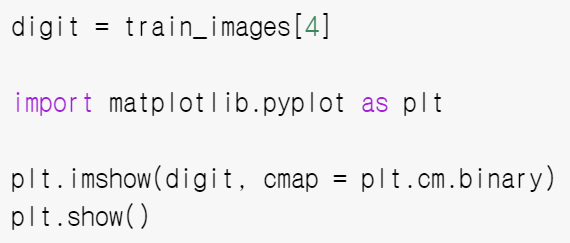 digit = train_images[4]
import matplotlib.pyplot as plt
plt.imshow(digit, cmap = plt.cm.binary)
plt.show()